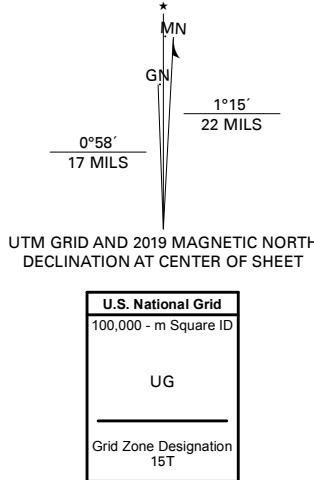 MN
GN
1°15´
22 MILS
0°58´
17 MILS
UTM GRID AND 2019 MAGNETIC NORTH
DECLINATION AT CENTER OF SHEET
U.S. National Grid
100,000 - m Square ID
UG
Grid Zone Designation
15T